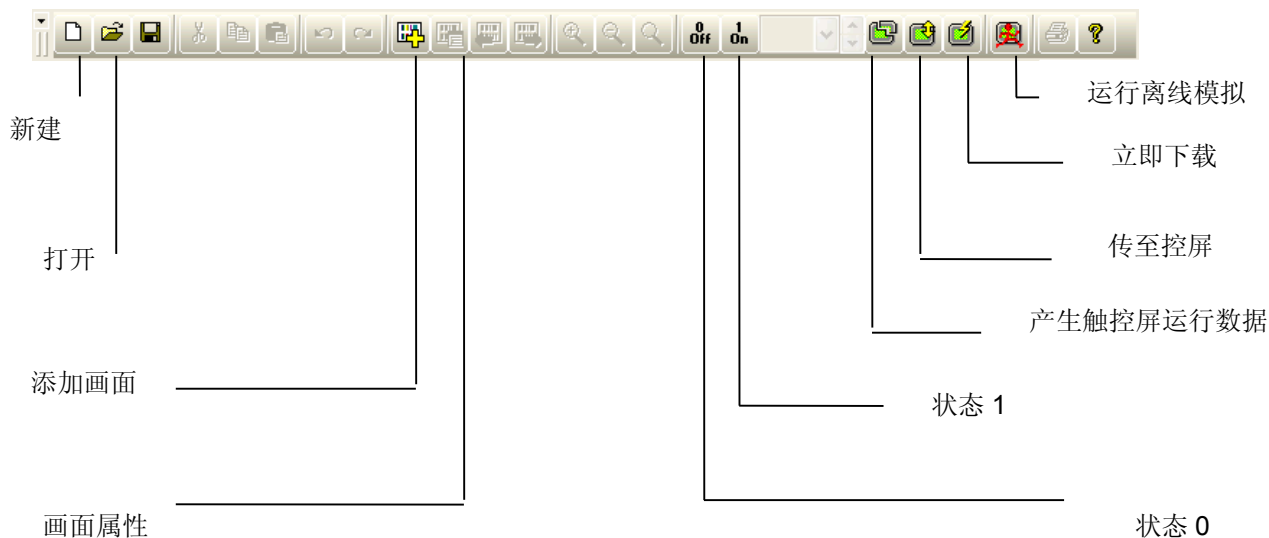 0 1
Off On
?
运行离线模拟
新建
立即下载
打开
传至控屏
产生触控屏运行数据
添加画面
状态 1
画面属性
状态 0